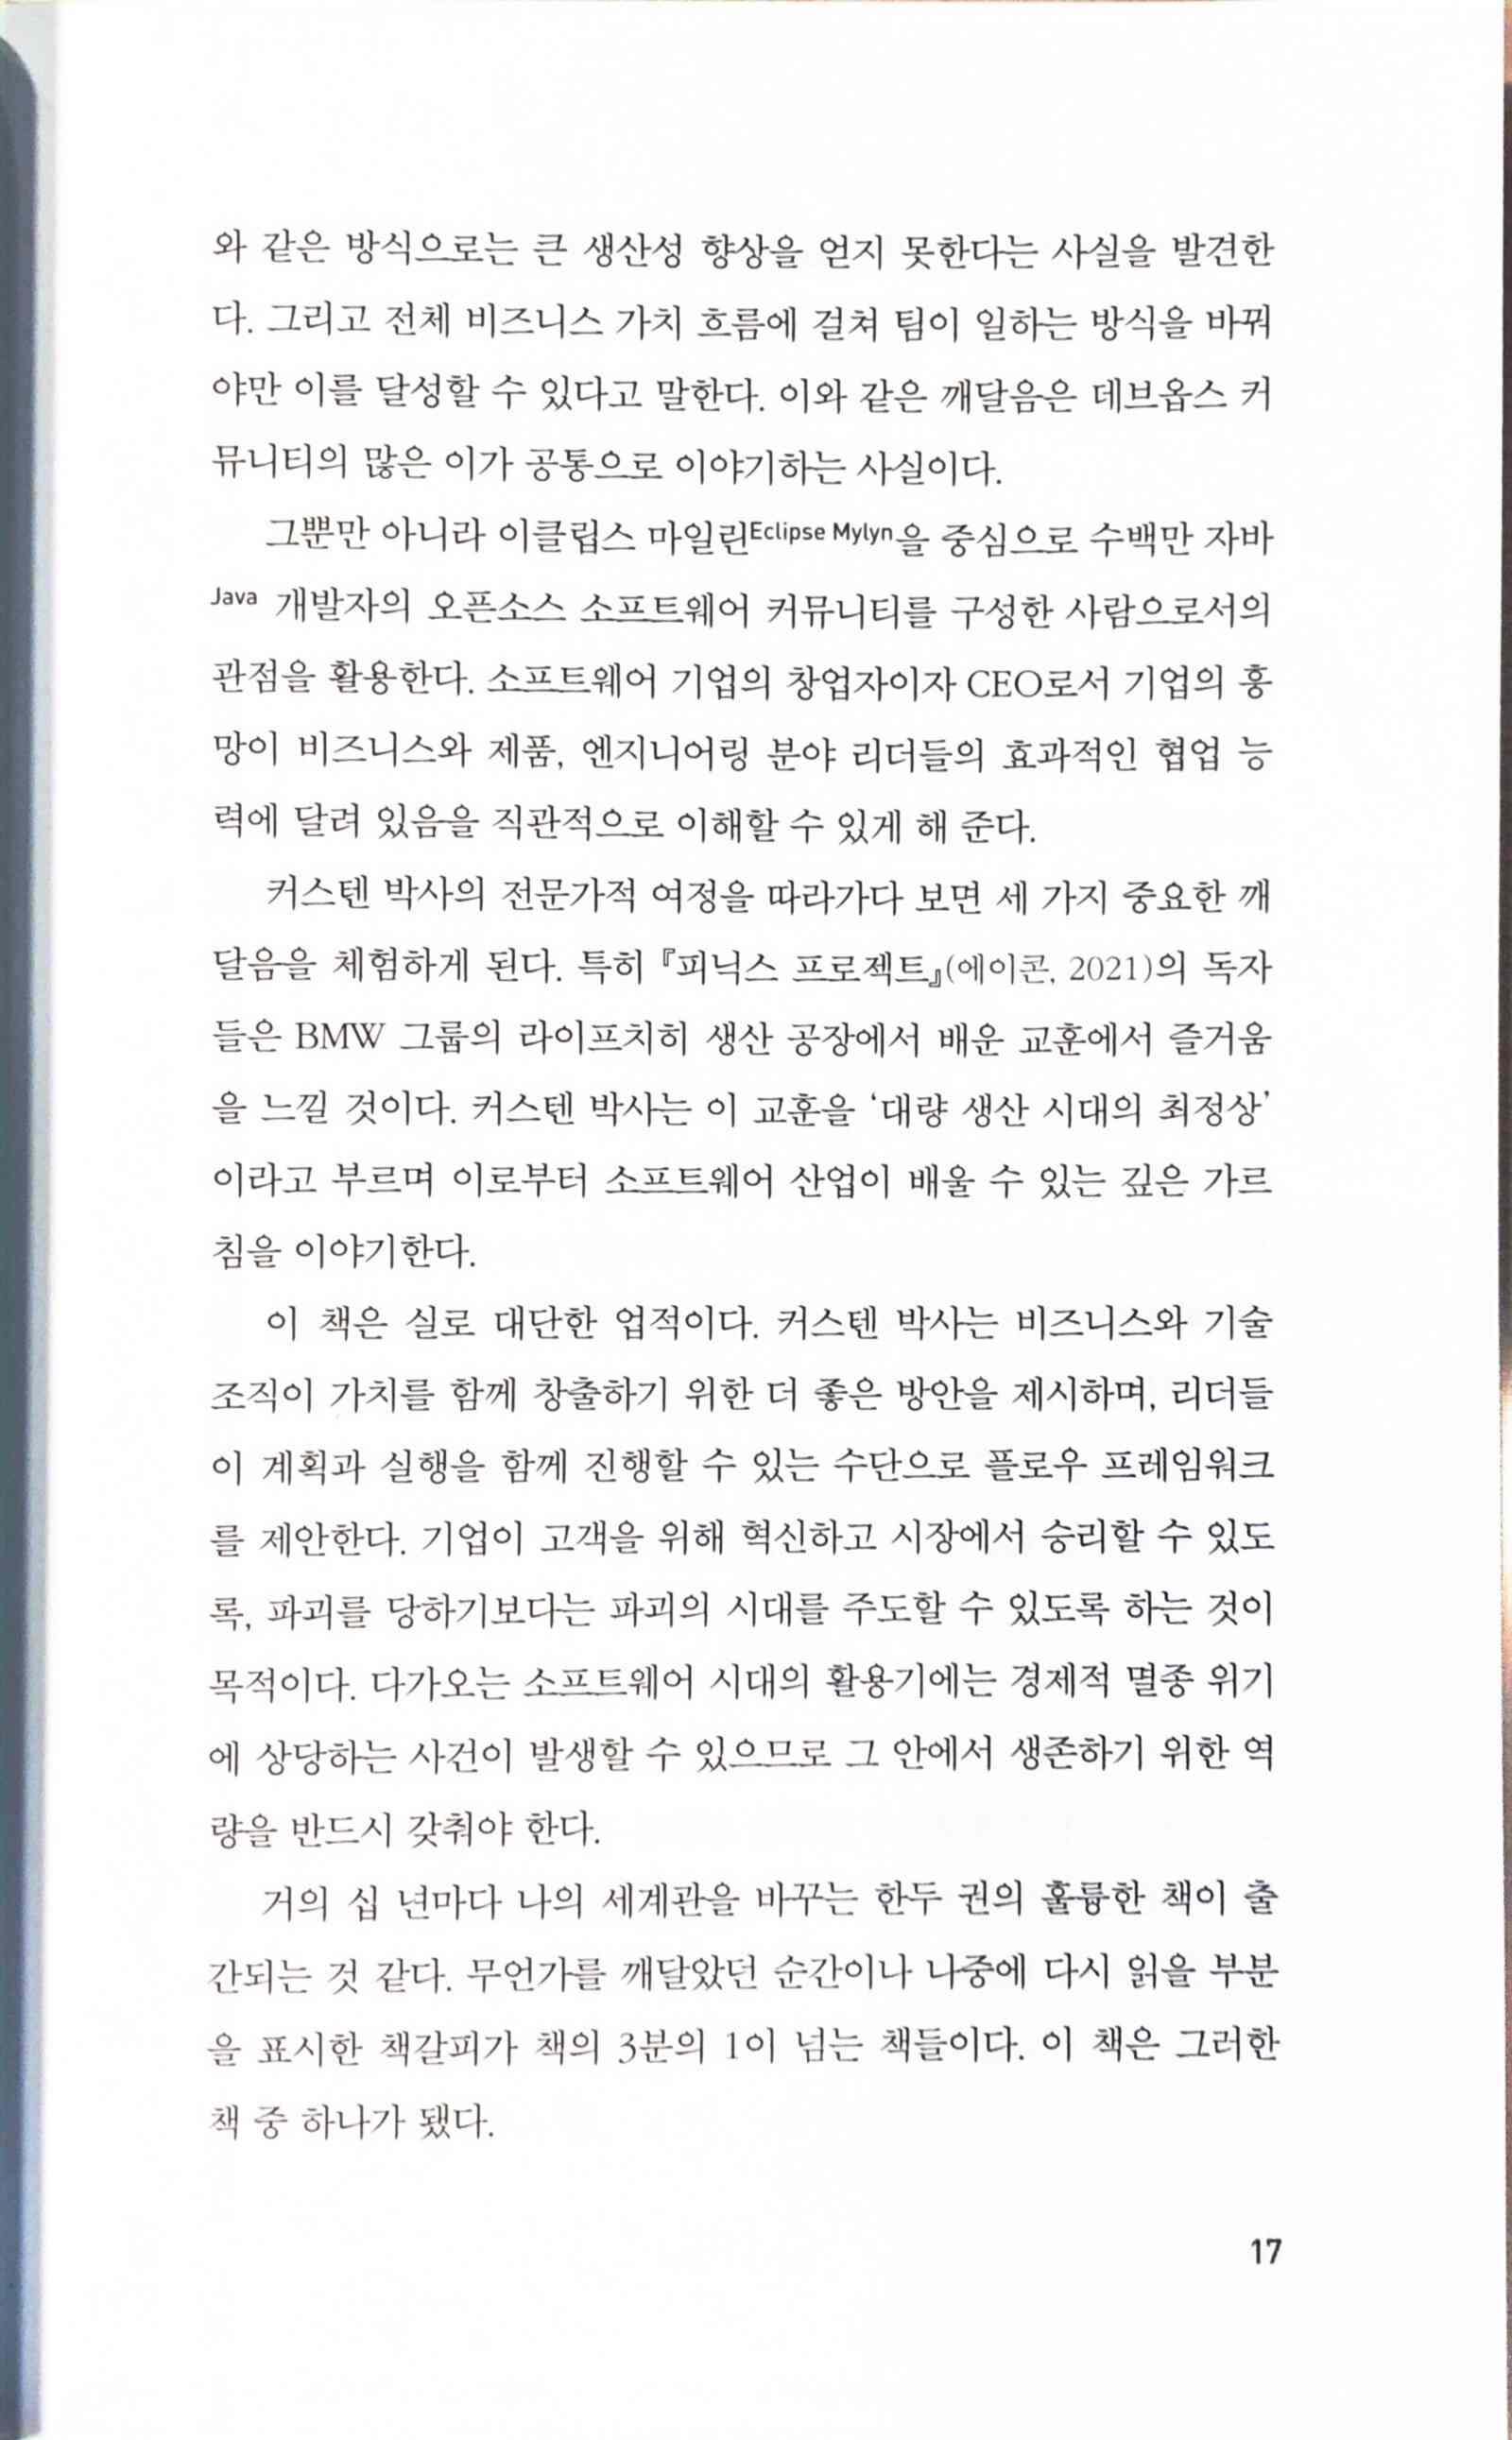 와 같은 방식으로는 큰 생산성 향상을 얻지 못한다는 사실을 발견한
다. 그리고 전체 비즈니스 가치 흐름에 걸쳐 팀이 일하는 방식을 바꿔
야만 이를 달성할 수 있다고 말한다. 이와 같은 깨달음은 데브옵스 커
뮤니티의 많은 이가 공통으로 이야기하는 사실이다.
그뿐만 아니라 이클립스 마일린Eclipse Mylyn을 중심으로 수백만 자바
Java 개발자의 오픈소스 소프트웨어 커뮤니티를 구성한 사람으로서의
관점을 활용한다. 소프트웨어 기업의 창업자이자 CEO로서 기업의 흥
망이 비즈니스와 제품, 엔지니어링 분야 리더들의 효과적인 협업 능
력에 달려 있음을 직관적으로 이해할 수 있게 해 준다.
커스텐 박사의 전문가적 여정을 따라가다 보면 세 가지 중요한 깨
달음을 체험하게 된다. 특히 『피닉스 프로젝트』(에이콘, 2021)의 독자
들은 BMW 그룹의 라이프치히 생산 공장에서 배운 교훈에서 즐거움
을 느낄 것이다. 커스텐 박사는 이 교훈을 ‘대량 생산 시대의 최정상’
이라고 부르며 이로부터 소프트웨어 산업이 배울 수 있는 깊은 가르
침을 이야기한다.
이 책은 실로 대단한 업적이다. 커스텐 박사는 비즈니스와 기술
조직이 가치를 함께 창출하기 위한 더 좋은 방안을 제시하며, 리더들
이 계획과 실행을 함께 진행할 수 있는 수단으로 플로우 프레임워크
를 제안한다. 기업이 고객을 위해 혁신하고 시장에서 승리할 수 있도
록, 파괴를 당하기보다는 파괴의 시대를 주도할 수 있도록 하는 것이
목적이다. 다가오는 소프트웨어 시대의 활용기에는 경제적 멸종 위기
에 상당하는 사건이 발생할 수 있으므로 그 안에서 생존하기 위한 역
량을 반드시 갖춰야 한다.
거의 십 년마다 나의 세계관을 바꾸는 한두 권의 훌륭한 책이 출
간되는 것 같다. 무언가를 깨달았던 순간이나 나중에 다시 읽을 부분
을 표시한 책갈피가 책의 3분의 1이 넘는 책들이다. 이 책은 그러한
책 중 하나가 됐다.
17